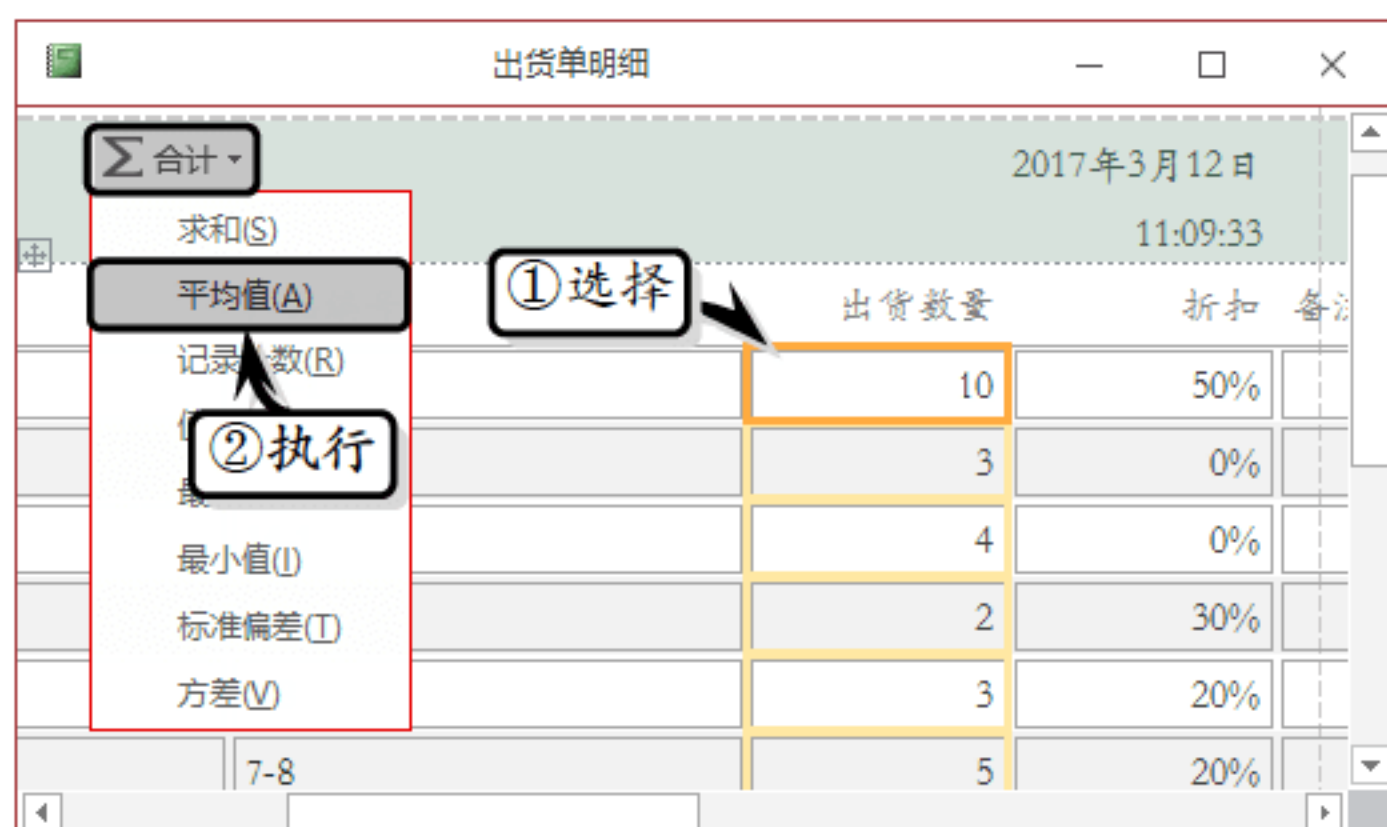 出货单明细
合计
2017年3月12日
求和(S)
11:09:33
平均值(A)
①选择
出货数量
折扣
备
记录 数(R)
10
50%
②执行
3
0%
4
0%
最小值(I)
2
30%
标准偏差(T)
3
20%
方差(V)
7-8
5
20%